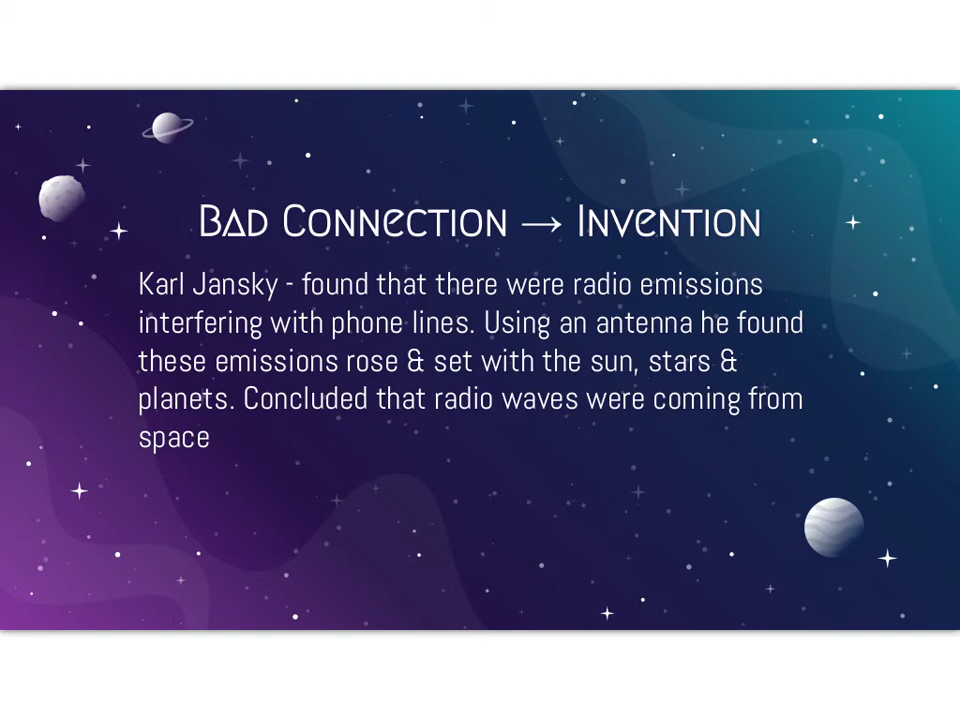 Bad Connection → Invention
Karl Jansky - found that there were radio emissions
interfering with phone lines. Using an antenna he found
these emissions rose & set with the sun, stars &
planets. Concluded that radio waves were coming from
space